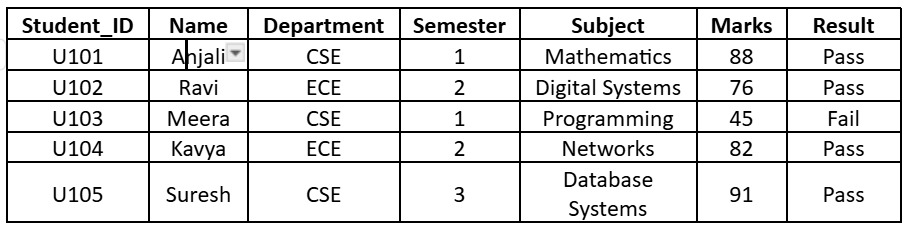 Student_ID Name Department Semester Subject Marks Result
U101 Anjali CSE 1 Mathematics 88 Pass
U102 Ravi ECE 2 Digital Systems 76 Pass
U103 Meera CSE 1 Programming 45 Fail
U104 Kavya ECE 2 Networks 82 Pass
U105 Suresh CSE 3 Database Systems 91 Pass